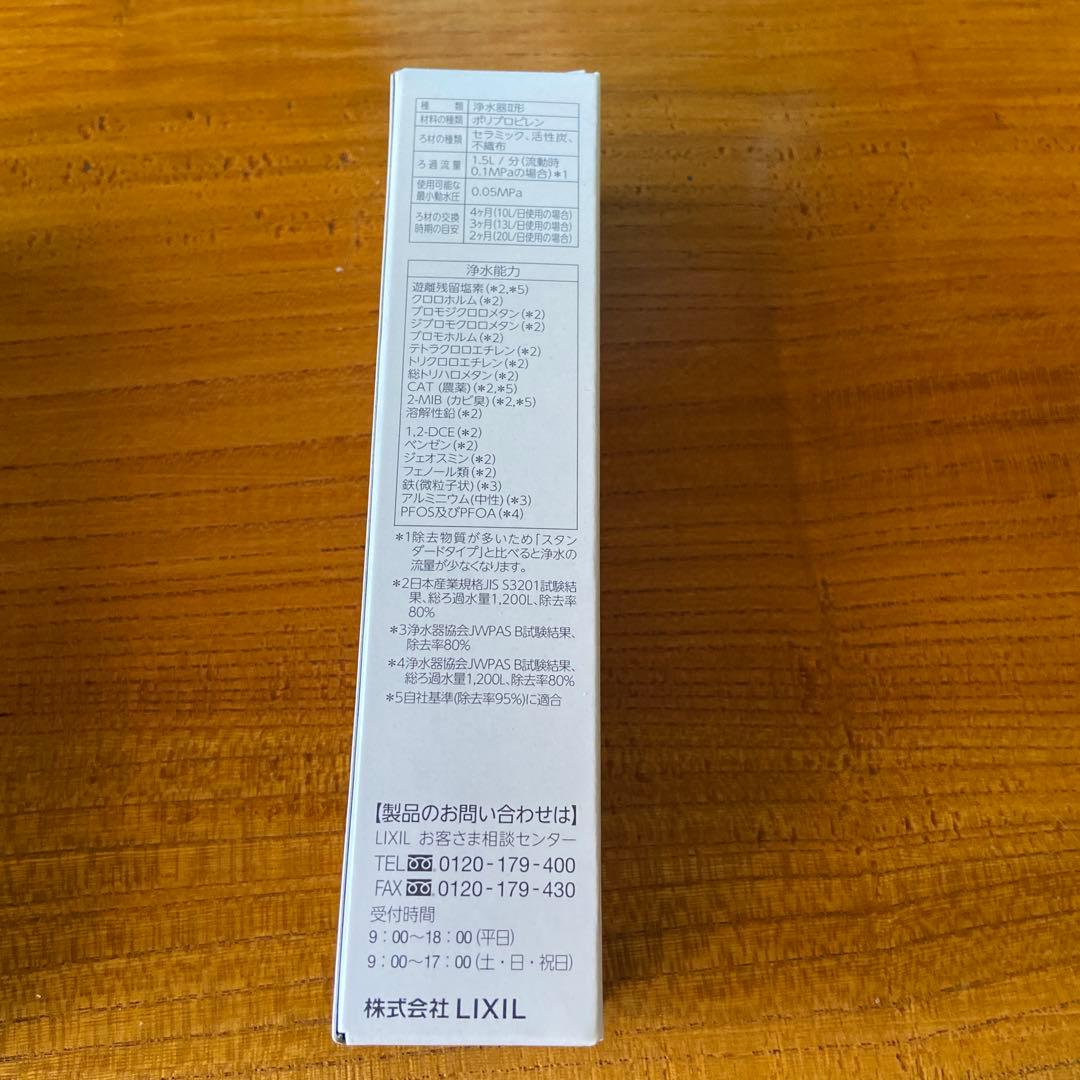 種類 浄水器II形
材料の種類 ポリプロピレン
ろ材の種類 セラミック、活性炭、
不織布
ろ過流量 1.5L/分(流動時
0.1MPaの場合)*1
使用可能な
最小動水圧 0.05MPa
ろ材の交換
時期の目安 4ヶ月(10L/日使用の場合)
3ヶ月(13L/日使用の場合)
2ヶ月(20L/日使用の場合)
浄水能力
遊離残留塩素(*2,*5)
クロロホルム(*2)
ブロモジクロロメタン(*2)
ジブロモクロロメタン(*2)
ブロモホルム(*2)
テトラクロロエチレン(*2)
トリクロロエチレン(*2)
総トリハロメタン(*2)
CAT (農薬)(*2,*5)
2-MIB (カビ臭)(*2,*5)
溶解性鉛(*2)
1,2-DCE(*2)
ベンゼン(*2)
ジェオスミン(*2)
フェノール類(*2)
鉄(微粒子状)(*3)
アルミニウム(中性)(*3)
PFOS及びPFOA(*4)
*1除去物質が多いため「スタン
ダードタイプ」と比べると浄水の
流量が少なくなります。
*2日本産業規格JIS S3201試験結
果、総ろ過水量1,200L、除去率
80%
*3浄水器協会JWPAS B試験結果、
除去率80%
*4浄水器協会JWPAS B試験結果、
総ろ過水量1,200L、除去率80%
*5自社基準(除去率95%)に適合
【製品のお問い合わせは】
LIXIL お客さま相談センター
TEL 0120-179-400
FAX 0120-179-430
受付時間
9:00～18:00(平日)
9:00～17:00(土・日・祝日)
株式会社 LIXIL